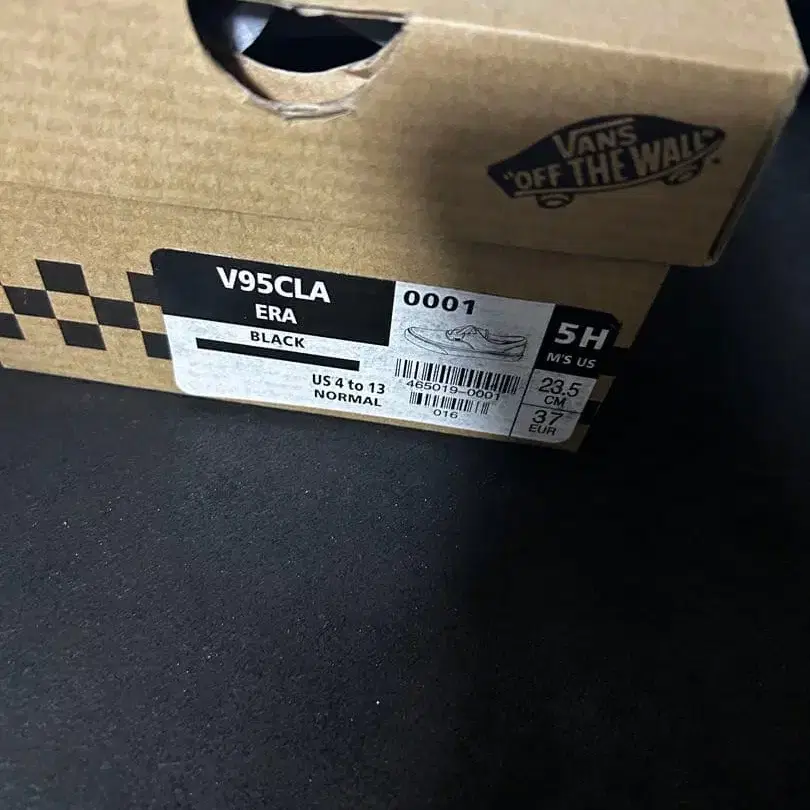 VANS
"OFF THE WALL"
V95CLA
ERA
BLACK
US 4 to 13
NORMAL
0001
465019-0001
016
5H
M'S US
23.5
CM
37
EUR